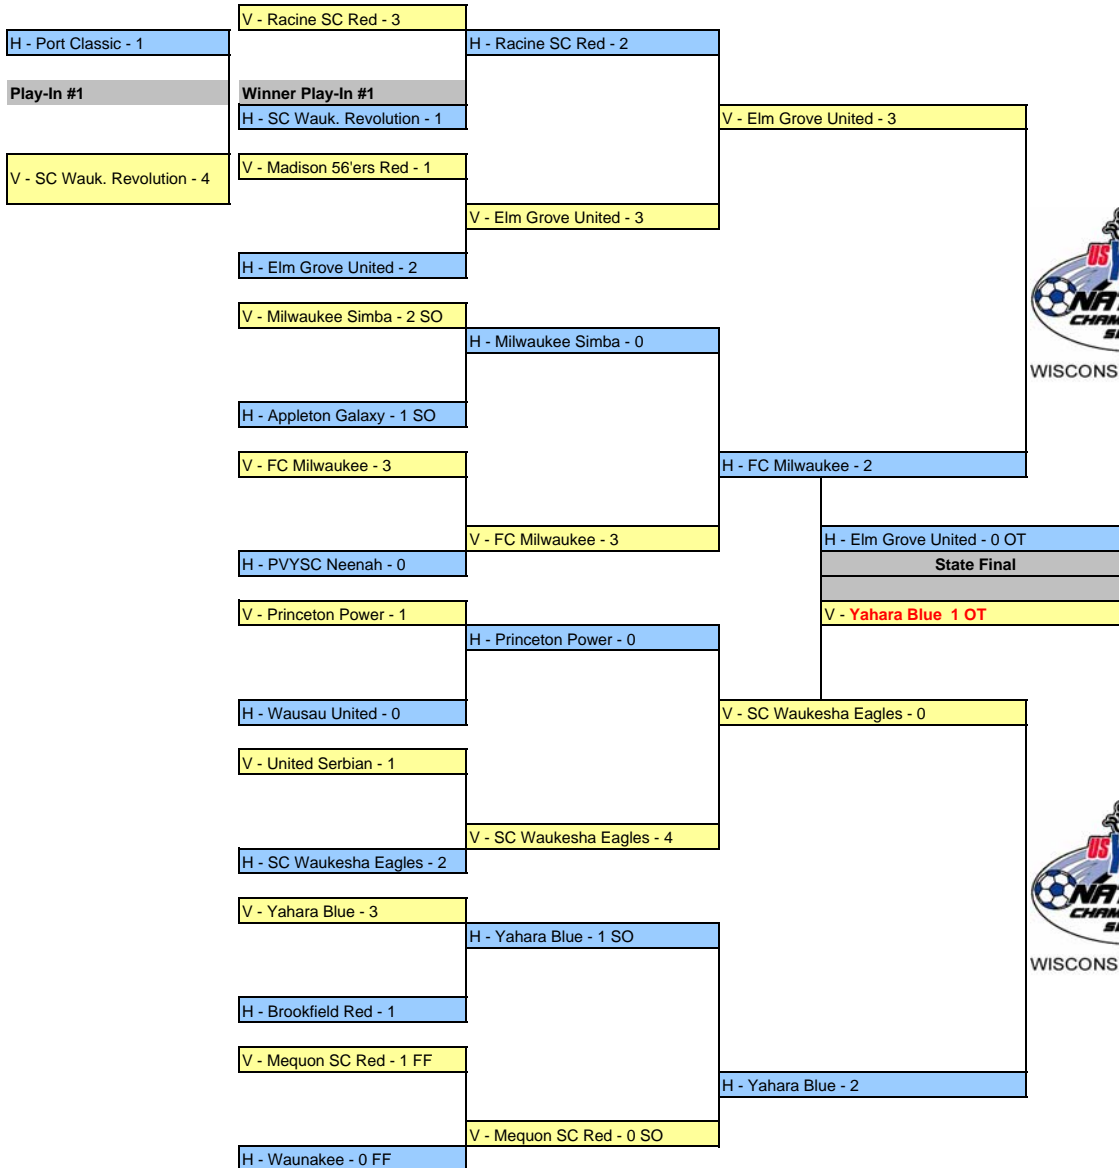 V - Racine SC Red - 3
H - Port Classic - 1
H - Racine SC Red - 2
Play-In #1
Winner Play-In #1
H - SC Wauk. Revolution - 1
V - Elm Grove United - 3
V - Madison 56'ers Red - 1
V - SC Wauk. Revolution - 4
V - Elm Grove United - 3
H - Elm Grove United - 2
US
V - Milwaukee Simba - 2 SO
H - Milwaukee Simba - 0
WISCONS
H - Appleton Galaxy - 1 SO
V - FC Milwaukee - 3
H - FC Milwaukee - 2
V - FC Milwaukee - 3
H - Elm Grove United - 0 OT
H - PVYSC Neenah - 0
State Final
V - Princeton Power - 1
V - Yahara Blue 1 OT
H - Princeton Power - 0
H - Wausau United - 0
V - SC Waukesha Eagles - 0
V - United Serbian - 1
V - SC Waukesha Eagles - 4
H - SC Waukesha Eagles - 2
US
V - Yahara Blue - 3
H - Yahara Blue - 1 SO
WISCONS
H - Brookfield Red - 1
V - Mequon SC Red - 1 FF
H - Yahara Blue - 2
V - Mequon SC Red - 0 SO
H - Waunakee - 0 FF